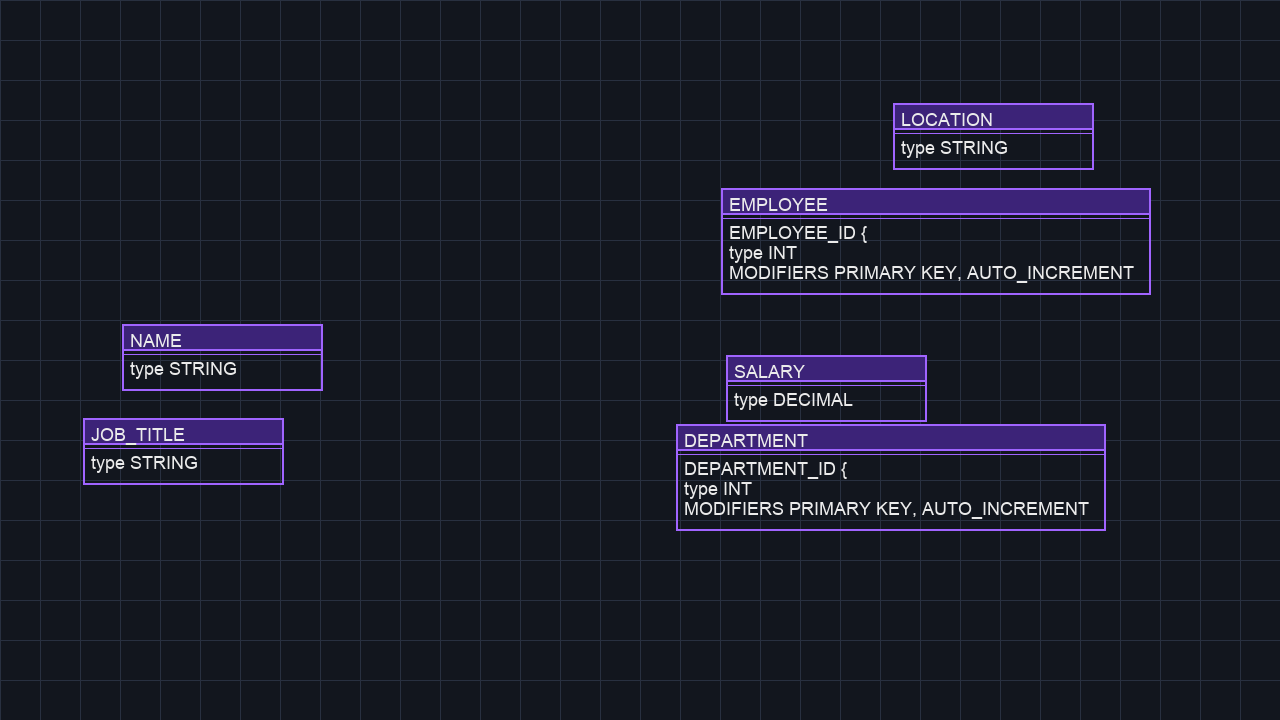 LOCATION
type STRING
EMPLOYEE
EMPLOYEE_ID {
type INT
MODIFIERS PRIMARY KEY, AUTO_INCREMENT
NAME
type STRING
SALARY
type DECIMAL
JOB_TITLE
type STRING
DEPARTMENT
DEPARTMENT_ID {
type INT
MODIFIERS PRIMARY KEY, AUTO_INCREMENT